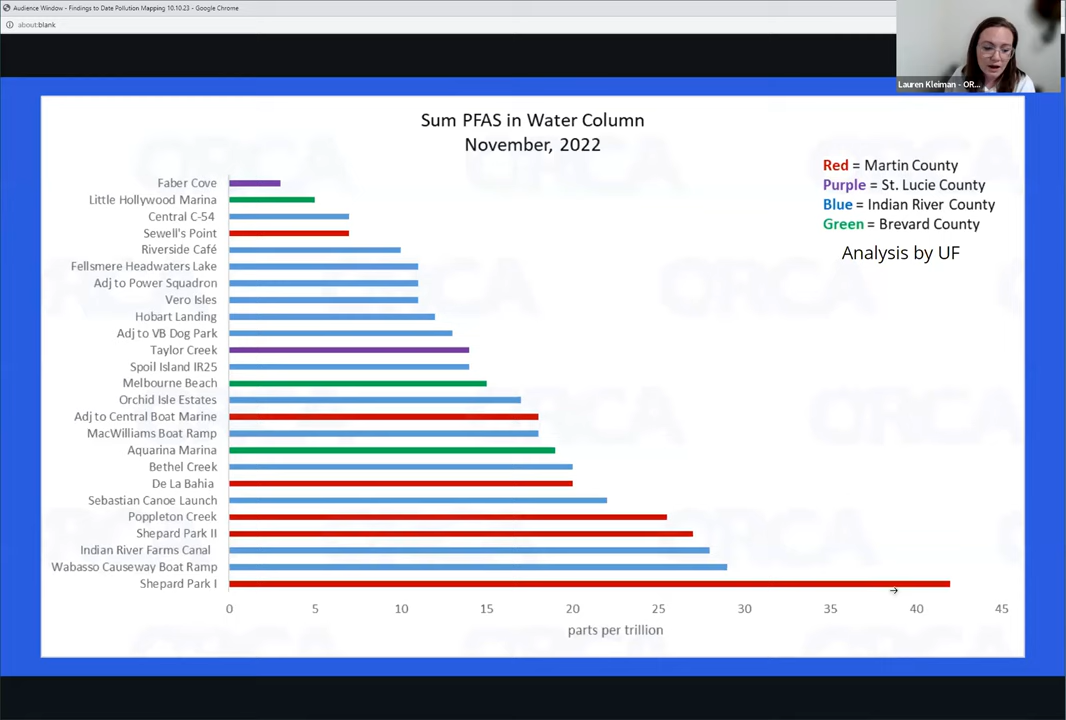 Audience Window - Findings to Date Pollution Mapping 10.10.23 - Google Chrome
about:blank
Lauren Kleiman - OR...
Sum PFAS in Water Column
November, 2022
Red = Martin County
Purple = St. Lucie County
Blue = Indian River County
Green = Brevard County
Analysis by UF
Faber Cove
Little Hollywood Marina
Central C-54
Sewell's Point
Riverside Café
Fellsmere Headwaters Lake
Adj to Power Squadron
Vero Isles
Hobart Landing
Adj to VB Dog Park
Taylor Creek
Spoil Island IR25
Melbourne Beach
Orchid Isle Estates
Adj to Central Boat Marine
MacWilliams Boat Ramp
Aquarina Marina
Bethel Creek
De La Bahia
Sebastian Canoe Launch
Poppleton Creek
Shepard Park II
Indian River Farms Canal
Wabasso Causeway Boat Ramp
Shepard Park I
0 5 10 15 20 25 30 35 40 45
parts per trillion
ORCA
ORCA
ORCA
ORCA
ORCA
ORCA